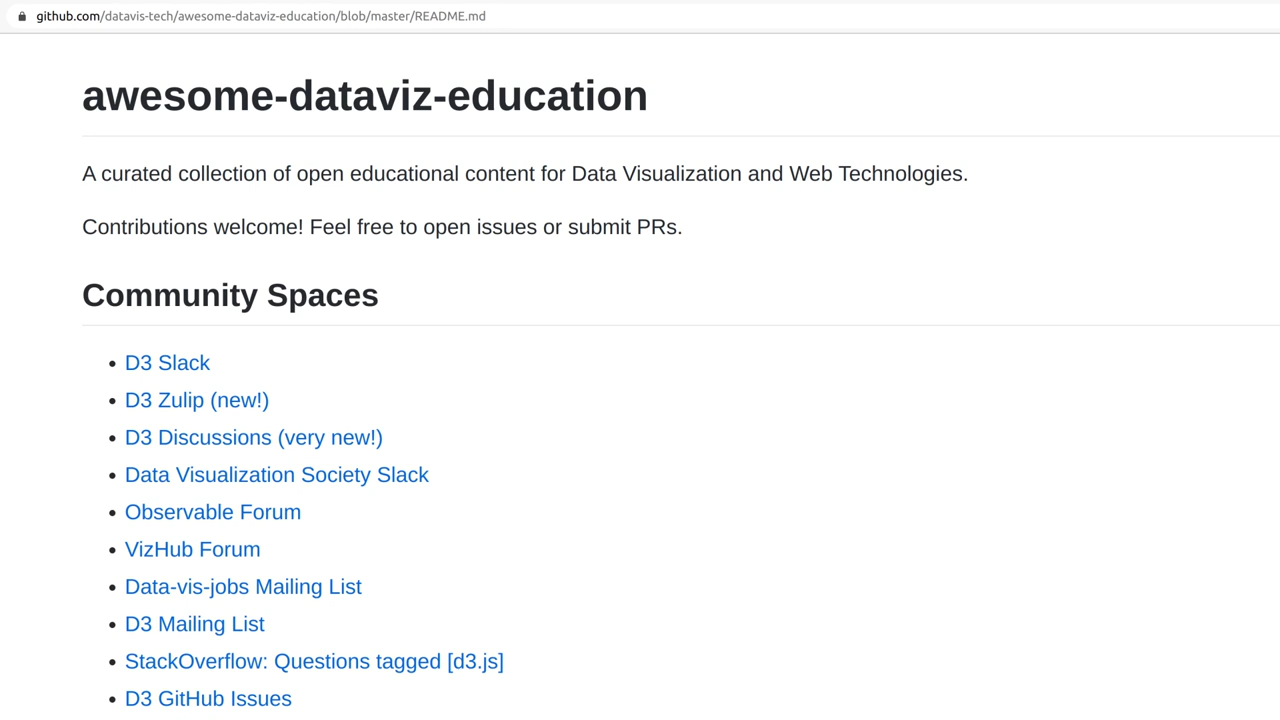 github.com/datavis-tech/awesome-dataviz-education/blob/master/README.md
awesome-dataviz-education
A curated collection of open educational content for Data Visualization and Web Technologies.
Contributions welcome! Feel free to open issues or submit PRs.
Community Spaces
• D3 Slack
• D3 Zulip (new!)
• D3 Discussions (very new!)
• Data Visualization Society Slack
• Observable Forum
• VizHub Forum
• Data-vis-jobs Mailing List
• D3 Mailing List
• StackOverflow: Questions tagged [d3.js]
• D3 GitHub Issues